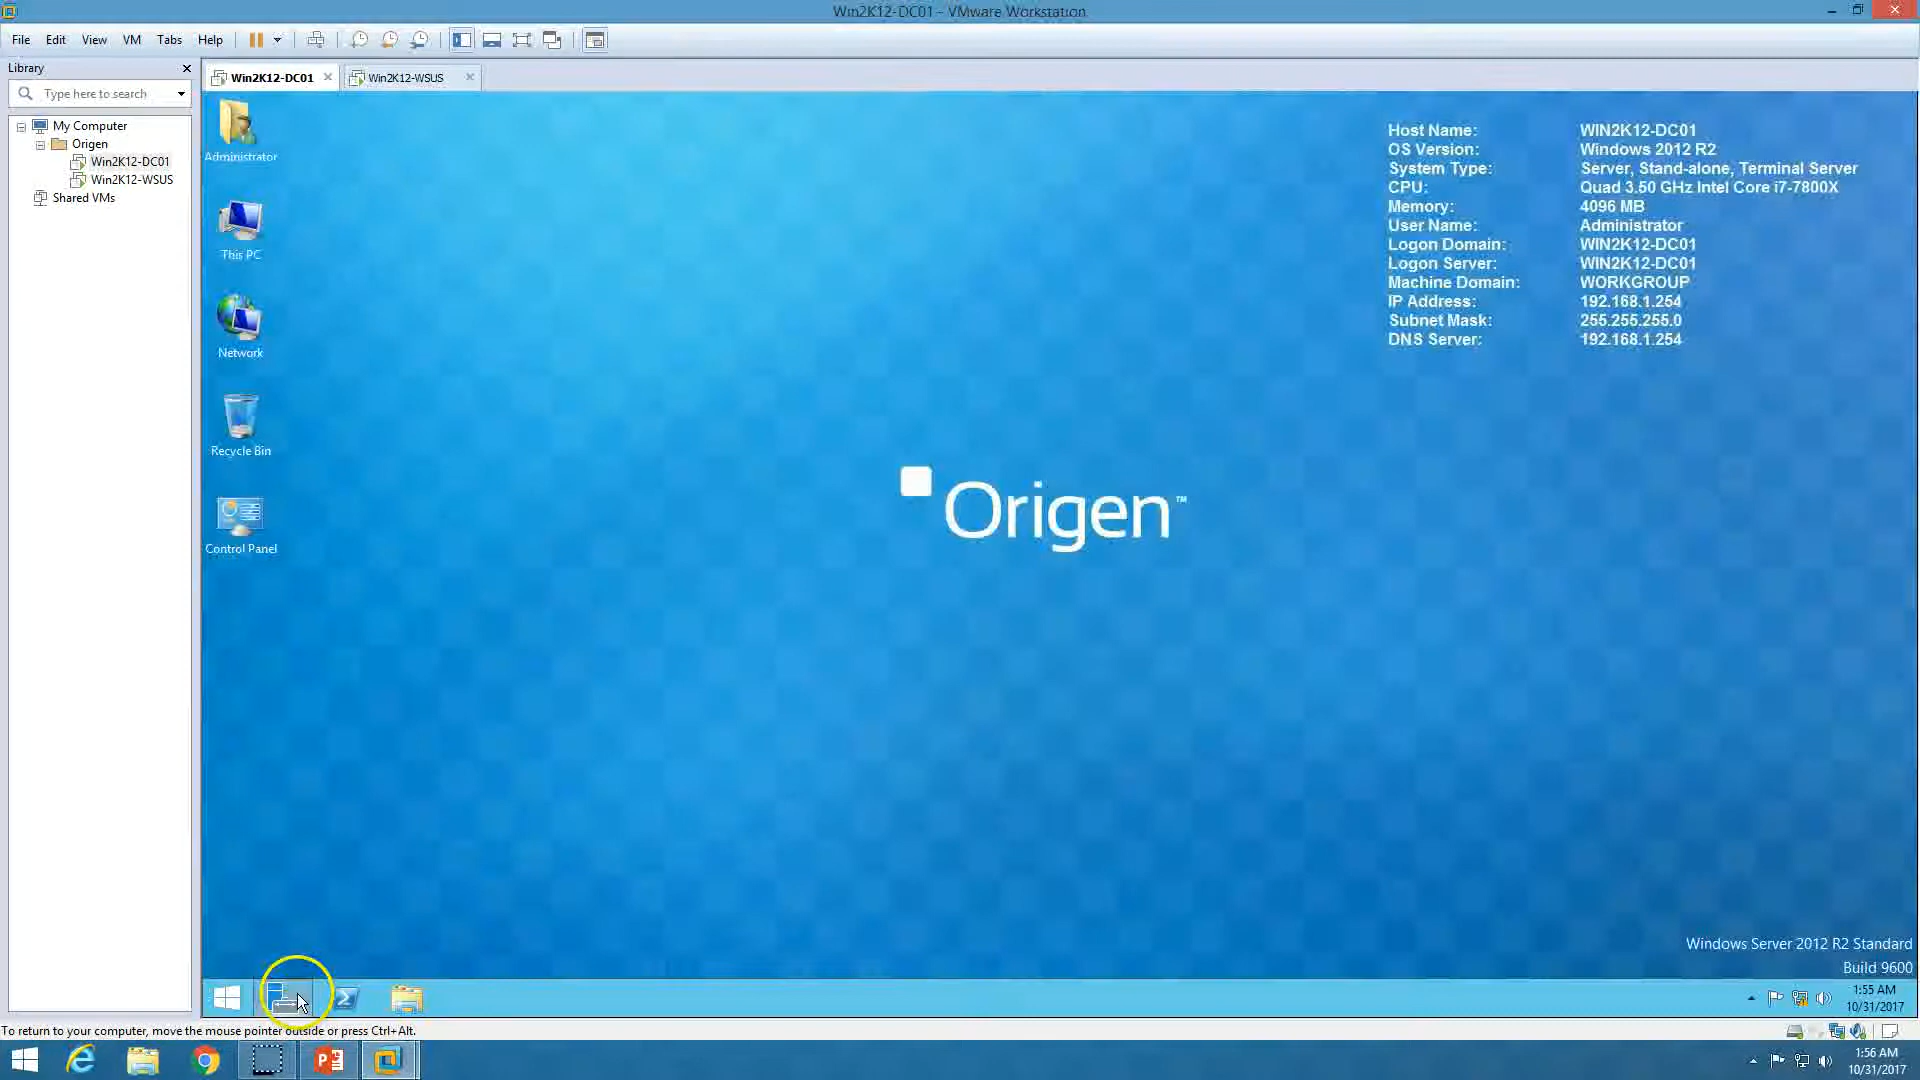 Win2K12-DC01 - VMware Workstation
File Edit View VM Tabs Help
Library
Type here to search
My Computer
Origen
Win2K12-DC01
Win2K12-WSUS
Shared VMs
Win2K12-DC01
Win2K12-WSUS
Administrator
This PC
Network
Recycle Bin
Control Panel
Host Name: WIN2K12-DC01
OS Version: Windows 2012 R2
System Type: Server, Stand-alone, Terminal Server
CPU: Quad 3.50 GHz Intel Core i7-7800X
Memory: 4096 MB
User Name: Administrator
Logon Domain: WIN2K12-DC01
Logon Server: WIN2K12-DC01
Machine Domain: WORKGROUP
IP Address: 192.168.1.254
Subnet Mask: 255.255.255.0
DNS Server: 192.168.1.254
Origen™
Windows Server 2012 R2 Standard
Build 9600
1:55 AM
10/31/2017
To return to your computer, move the mouse pointer outside or press Ctrl+Alt.
1:56 AM
10/31/2017